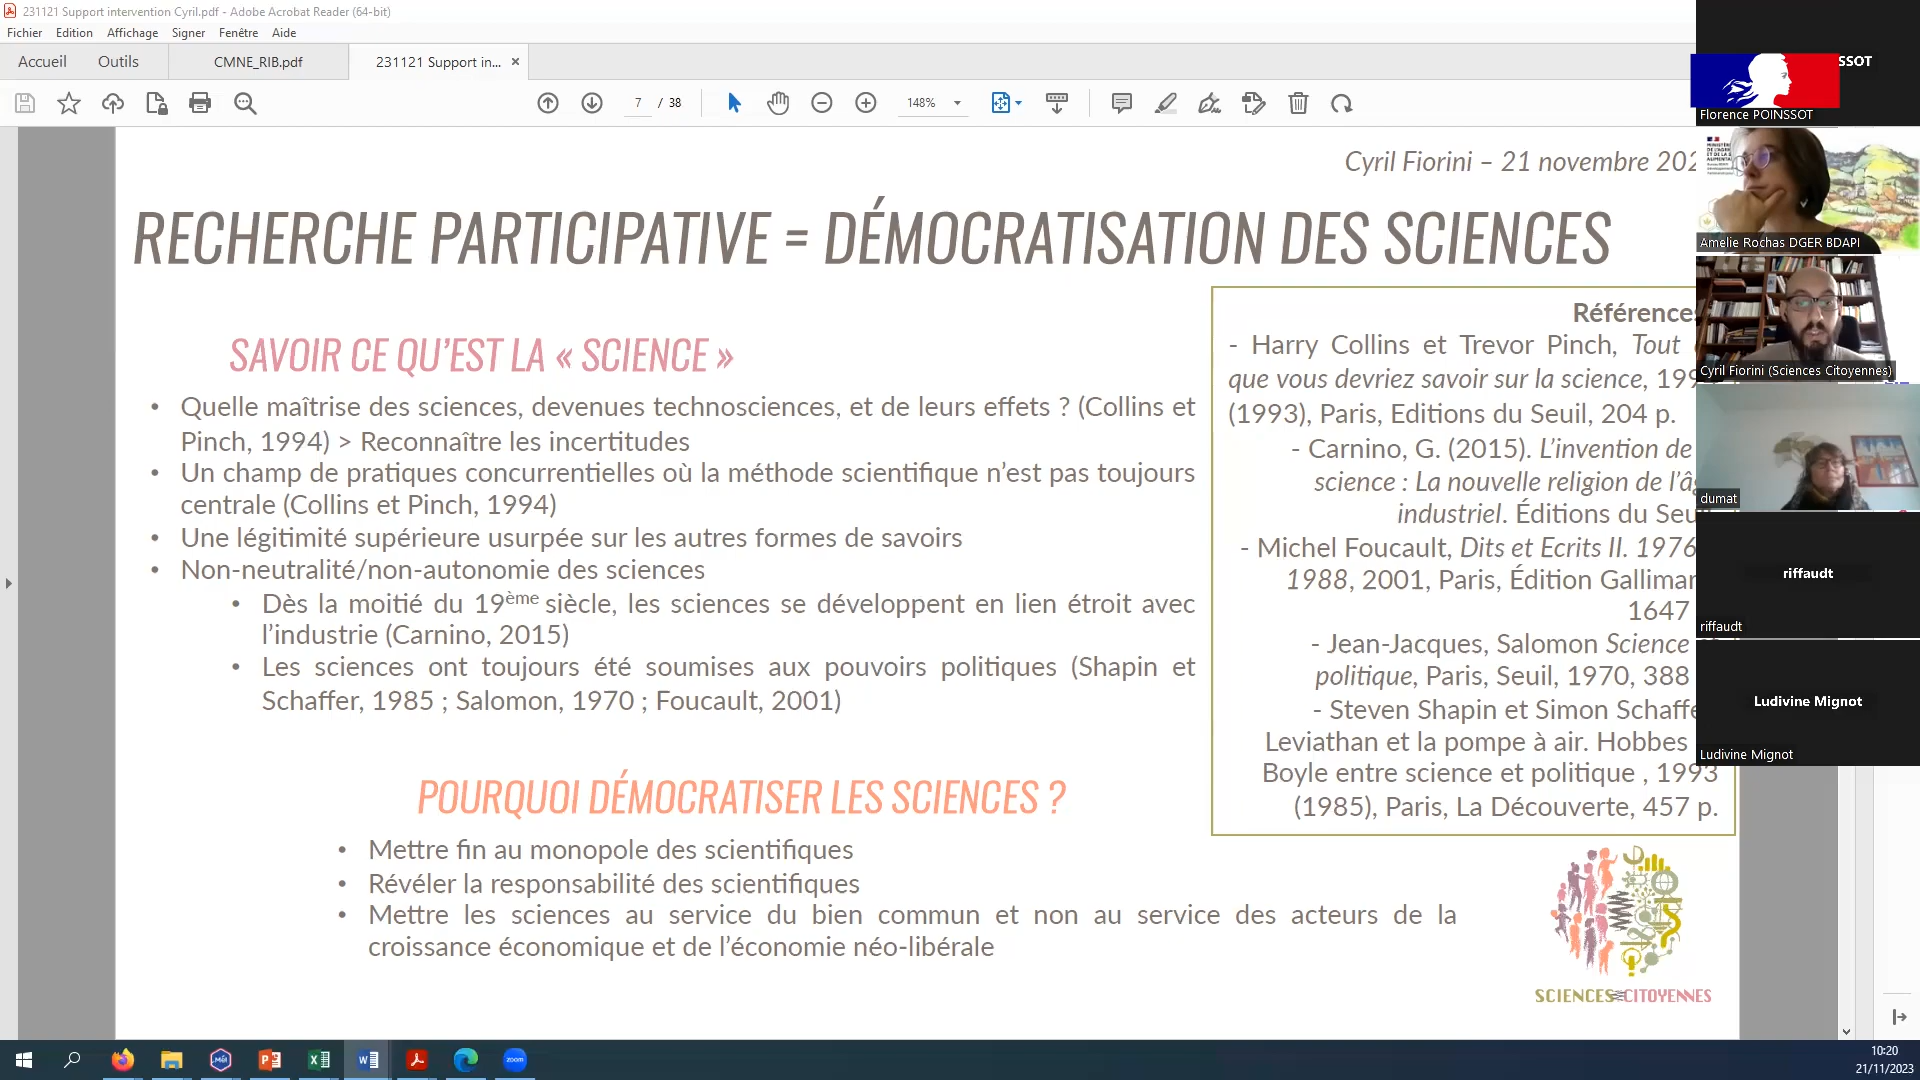 231121 Support intervention Cyril.pdf - Adobe Acrobat Reader (64-bit)
Fichier Edition Affichage Signer Fenêtre Aide
Accueil Outils CMNE_RIB.pdf 231121 Support in... ×
7 / 38 148%
Cyril Fiorini – 21 novembre 202
RECHERCHE PARTICIPATIVE = DÉMOCRATISATION DES SCIENCES
SAVOIR CE QU’EST LA « SCIENCE »
• Quelle maîtrise des sciences, devenues technosciences, et de leurs effets ? (Collins et
Pinch, 1994) > Reconnaître les incertitudes
• Un champ de pratiques concurrentielles où la méthode scientifique n’est pas toujours
centrale (Collins et Pinch, 1994)
• Une légitimité supérieure usurpée sur les autres formes de savoirs
• Non-neutralité/non-autonomie des sciences
• Dès la moitié du 19ème siècle, les sciences se développent en lien étroit avec
l’industrie (Carnino, 2015)
• Les sciences ont toujours été soumises aux pouvoirs politiques (Shapin et
Schaffer, 1985 ; Salomon, 1970 ; Foucault, 2001)
POURQUOI DÉMOCRATISER LES SCIENCES ?
• Mettre fin au monopole des scientifiques
• Révéler la responsabilité des scientifiques
• Mettre les sciences au service du bien commun et non au service des acteurs de la
croissance économique et de l’économie néo-libérale
Références
- Harry Collins et Trevor Pinch, Tout
que vous devriez savoir sur la science, 199
(1993), Paris, Editions du Seuil, 204 p.
- Carnino, G. (2015). L’invention de
science : La nouvelle religion de l’âg
industriel. Éditions du Seu
- Michel Foucault, Dits et Ecrits II. 1976
1988, 2001, Paris, Édition Gallimar
1647
- Jean-Jacques, Salomon Science
politique, Paris, Seuil, 1970, 388
- Steven Shapin et Simon Schaffe
Leviathan et la pompe à air. Hobbes
Boyle entre science et politique , 1993
(1985), Paris, La Découverte, 457 p.
SCIENCES CITOYENNES
SSOT
Florence POINSSOT
Amelie Rochas DGER BDAPI
Cyril Fiorini (Sciences Citoyennes)
dumat
riffaudt
riffaudt
Ludivine Mignot
Ludivine Mignot
zoom
10:20
21/11/2023